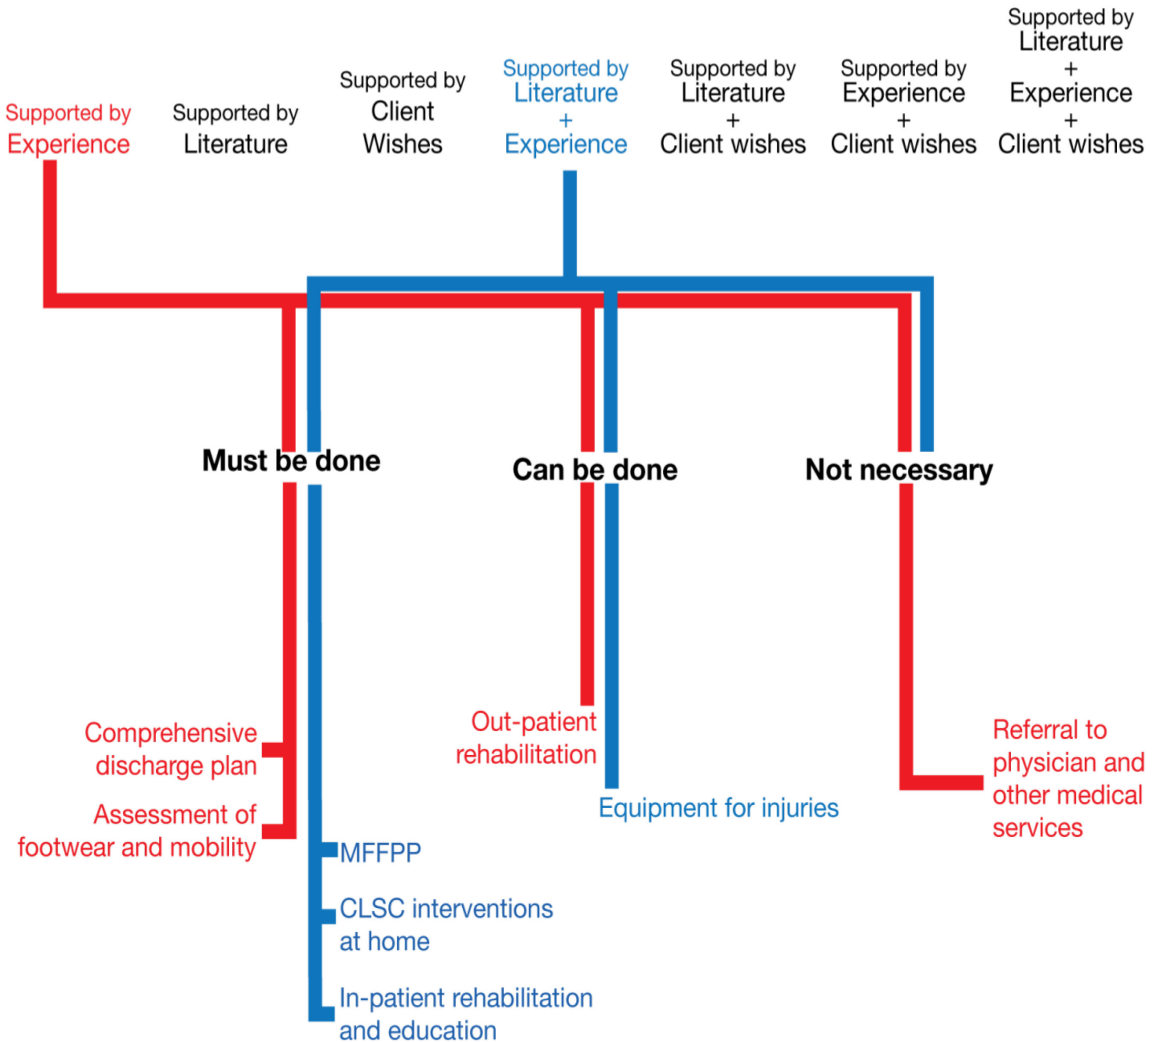 Supported by
Experience
Supported by
Literature
Supported by
Client
Wishes
Supported by
Literature
+
Experience
Supported by
Literature
+
Client wishes
Supported by
Experience
+
Client wishes
Supported by
Literature
+
Experience
+
Client wishes
Must be done
Can be done
Not necessary
Comprehensive
discharge plan
Assessment of
footwear and mobility
MFFPP
CLSC interventions
at home
In-patient rehabilitation
and education
Out-patient
rehabilitation
Equipment for injuries
Referral to
physician and
other medical
services